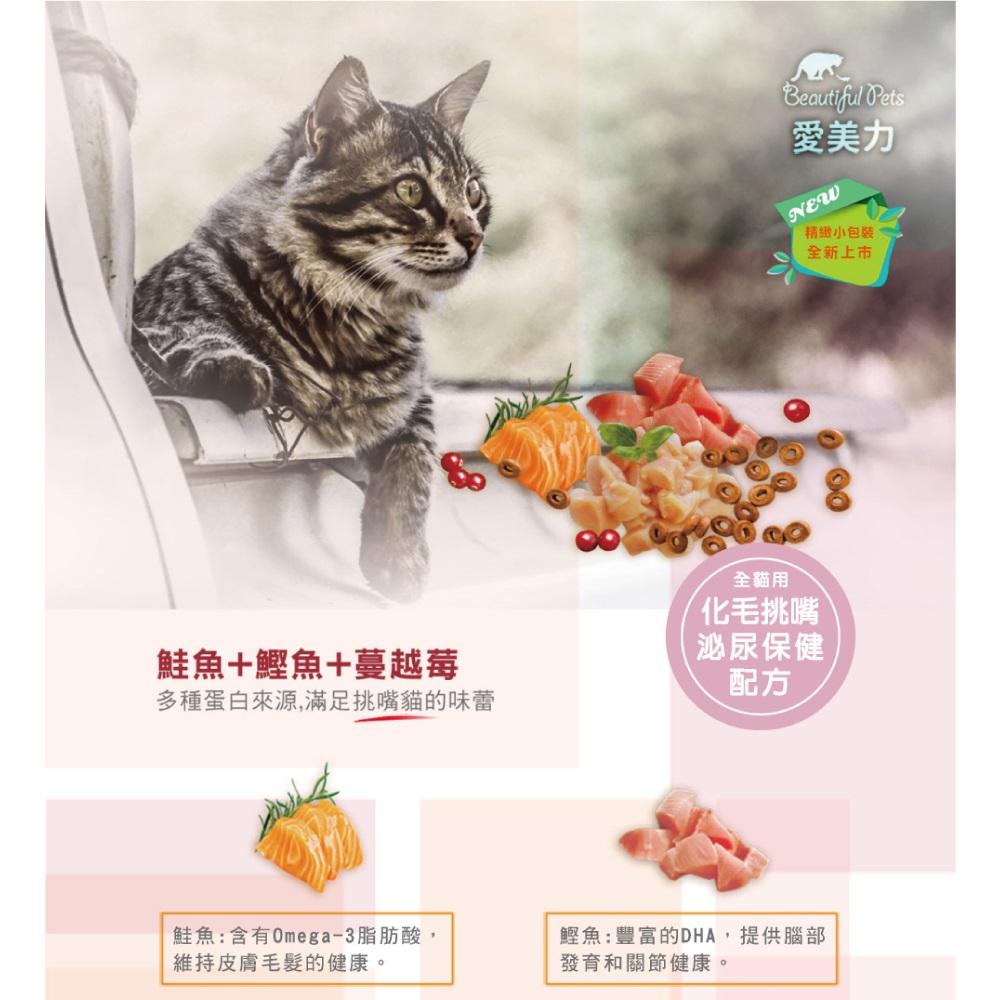 Beautiful Pets
愛美力
NEW
精緻小包裝
全新上市
全貓用
化毛挑嘴
泌尿保健
配方
鮭魚+鰹魚+蔓越莓
多種蛋白來源,滿足挑嘴貓的味蕾
鮭魚:含有Omega-3脂肪酸，
維持皮膚毛髮的健康。
鰹魚:豐富的DHA，提供腦部
發育和關節健康。